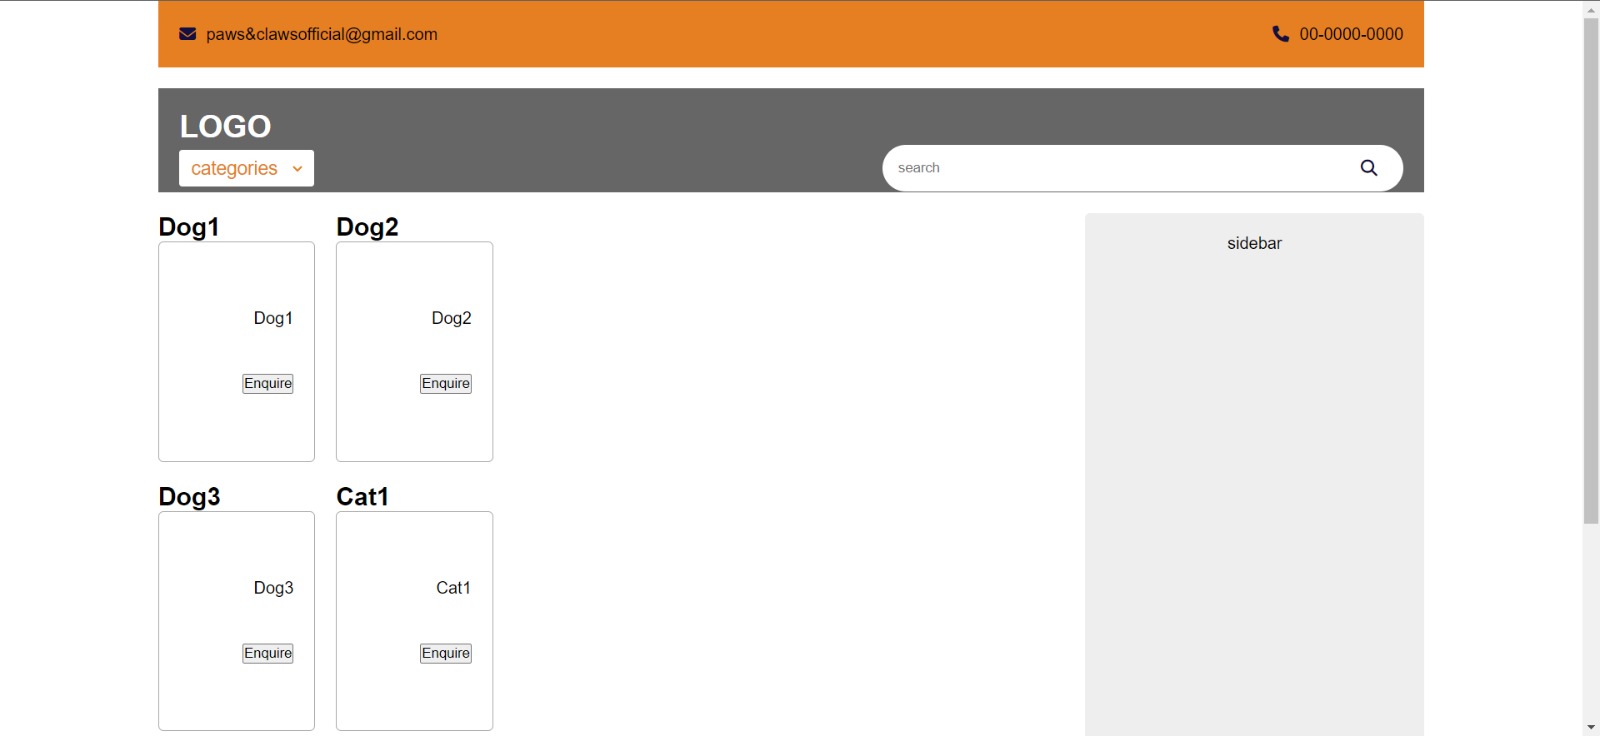 paws&clawsofficial@gmail.com 00-0000-0000
LOGO
categories search
Dog1 Dog2
sidebar
Dog1 Dog2
Enquire Enquire
Dog3 Cat1
Dog3 Cat1
Enquire Enquire